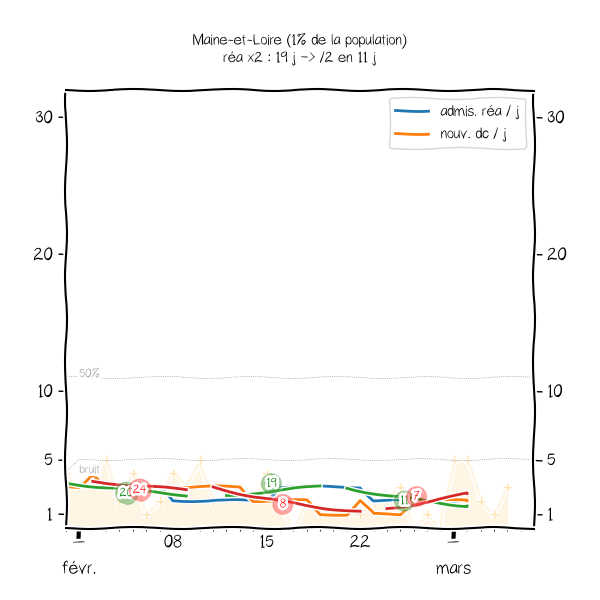 Maine-et-Loire (1% de la population)
réa x2 : 19 j -> /2 en 11 j
admis. réa / j
nouv. dc / j
30 30
20 20
50%
10 10
5 bruit 5
19
20 24 11 7
8
1 1
1 08 15 22 1
févr. mars